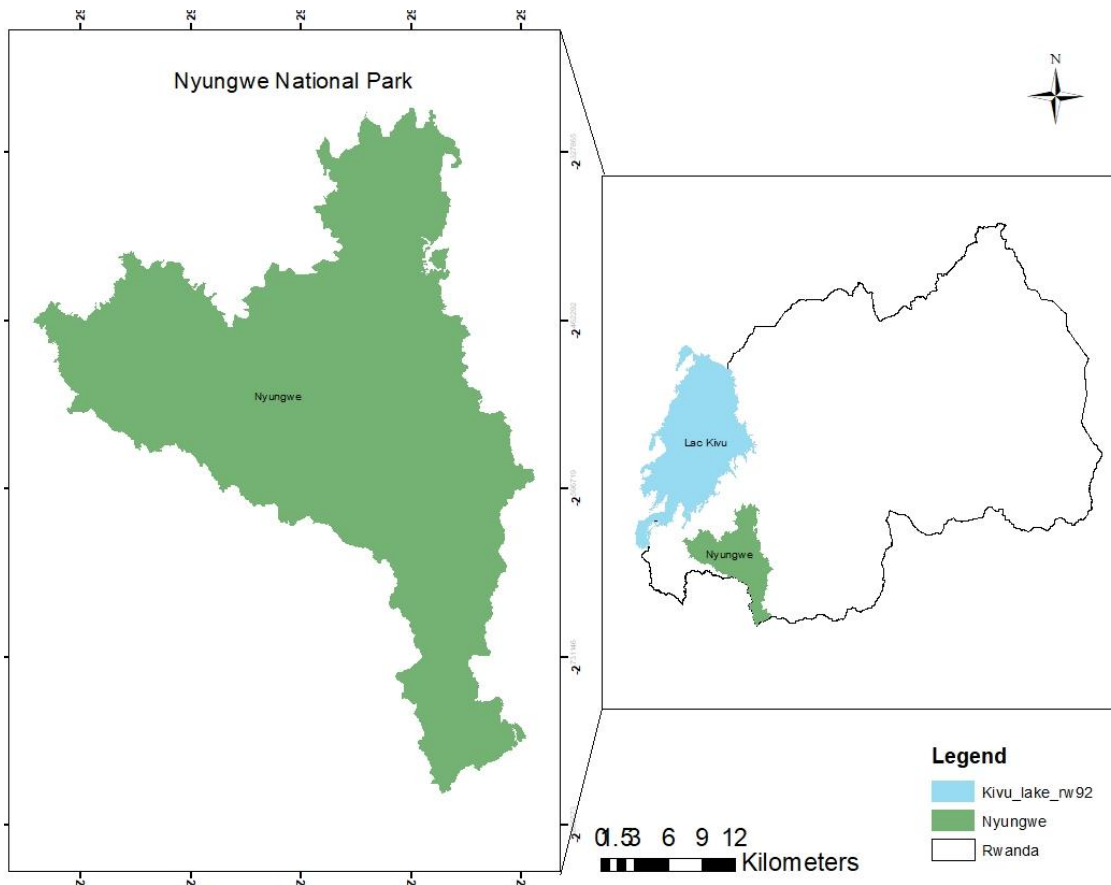 Nyungwe National Park
N
Nyungwe
Lac Kivu
Nyungwe
Legend
Kivu_lake_rw92
Nyungwe
Rwanda
0 1.5 3 6 9 12
Kilometers